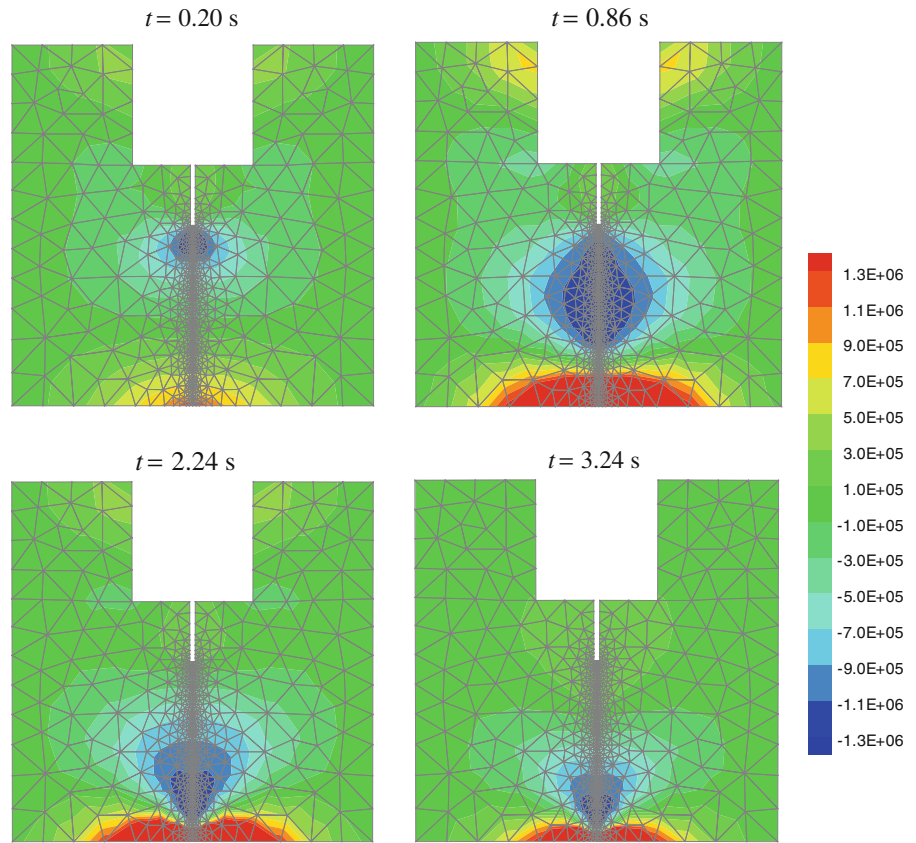 t = 0.20 s
t = 0.86 s
t = 2.24 s
t = 3.24 s
1.3E+06
1.1E+06
9.0E+05
7.0E+05
5.0E+05
3.0E+05
1.0E+05
-1.0E+05
-3.0E+05
-5.0E+05
-7.0E+05
-9.0E+05
-1.1E+06
-1.3E+06